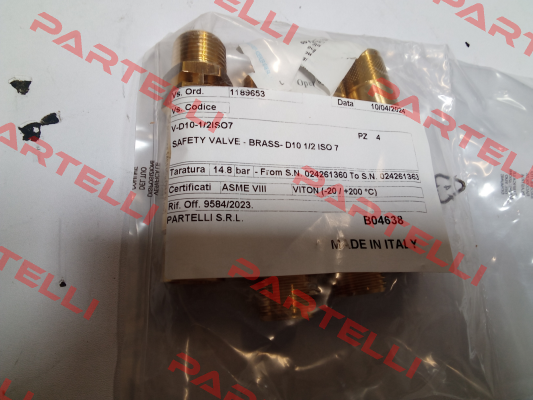 Vs. Ord. 1189653
Vs. Codice Data 10/04/2024
V-D10-1/2ISO7 PZ 4
SAFETY VALVE - BRASS- D10 1/2 ISO 7
Taratura 14.8 bar - From S.N. 024261360 To S.N. 024261363
Certificati ASME VIII VITON (-20 / +200 °C)
Rif. Off. 9584/2023.
PARTELLI S.R.L. B04638
MADE IN ITALY
PARTELLI
PARTELLI
PARTELLI
PARTELLI
PARTELLI